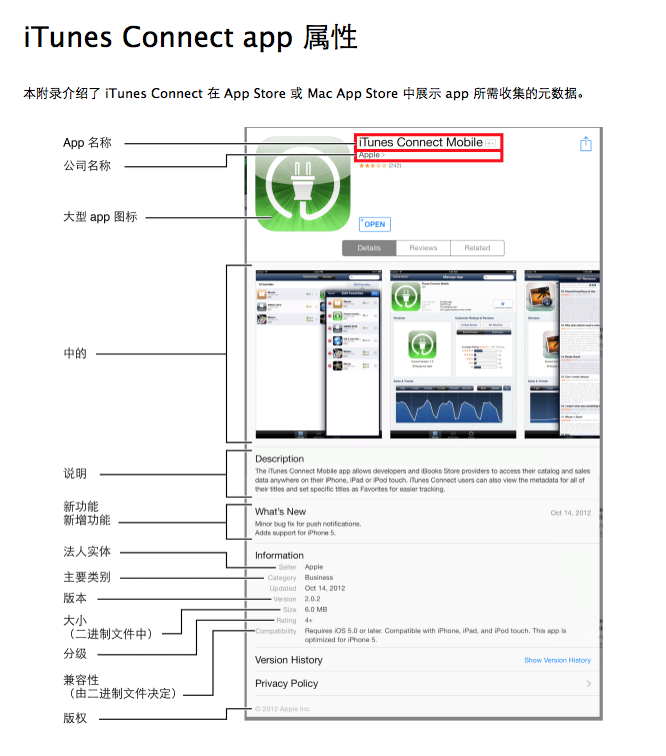 iTunes Connect app 属性
本附录介绍了 iTunes Connect 在 App Store 或 Mac App Store 中展示 app 所需收集的元数据。
App 名称
iTunes Connect Mobile 4+
公司名称
Apple >
(242)
大型 app 图标
OPEN
Details Reviews Related
中的
说明
Description
The iTunes Connect Mobile app allows developers and iBooks Store providers to access their catalog and sales
data anywhere on their iPhone, iPad or iPod touch. iTunes Connect users can also view the metadata for all of
their titles and set specific titles as Favorites for easier tracking.
新功能
新增功能
What's New Oct 14, 2012
Minor bug fix for push notifications.
Adds support for iPhone 5.
Information
法人实体
Seller Apple
主要类别
Category Business
Updated Oct 14, 2012
版本
Version 2.0.2
大小
（二进制文件中）
Size 6.0 MB
分级
Rating 4+
兼容性
（由二进制文件决定）
Compatibility Requires iOS 5.0 or later. Compatible with iPhone, iPad, and iPod touch. This app is
optimized for iPhone 5.
Version History Show Version History
Privacy Policy
版权
© 2012 Apple Inc.